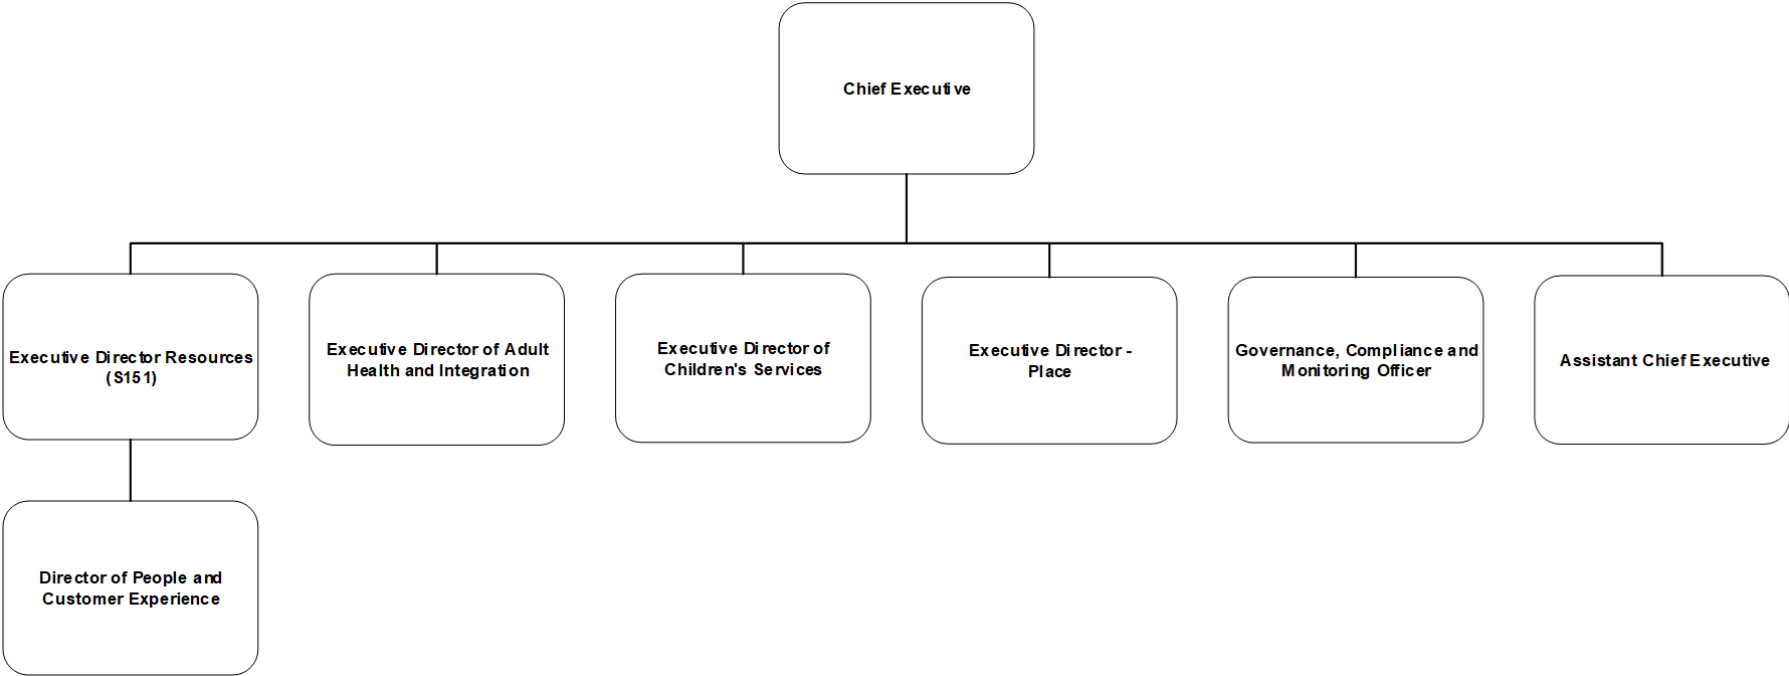 Chief Executive
Executive Director Resources
(S151)
Executive Director of Adult
Health and Integration
Executive Director of
Children's Services
Executive Director -
Place
Governance, Compliance and
Monitoring Officer
Assistant Chief Executive
Director of People and
Customer Experience